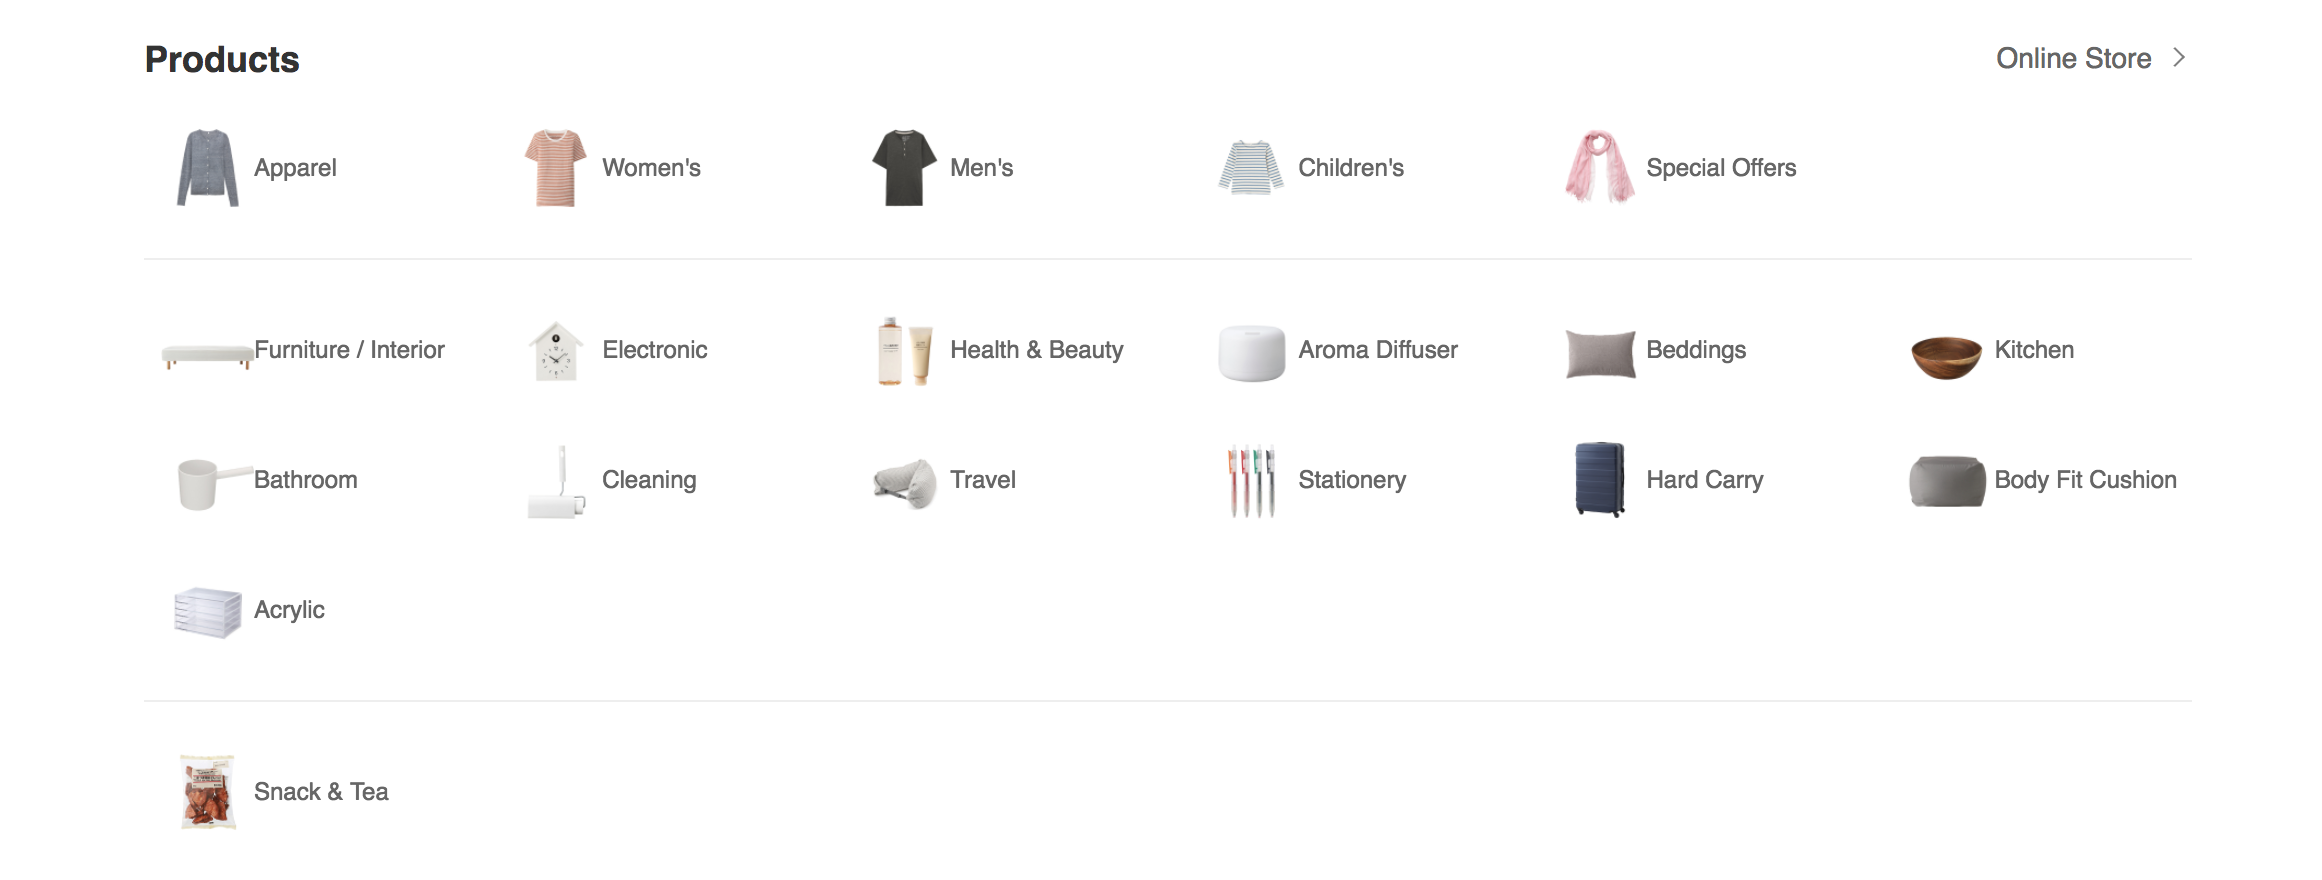 Products
Online Store
Apparel
Women's
Men's
Children's
Special Offers
Furniture / Interior
Electronic
Health & Beauty
Aroma Diffuser
Beddings
Kitchen
Bathroom
Cleaning
Travel
Stationery
Hard Carry
Body Fit Cushion
Acrylic
Snack & Tea